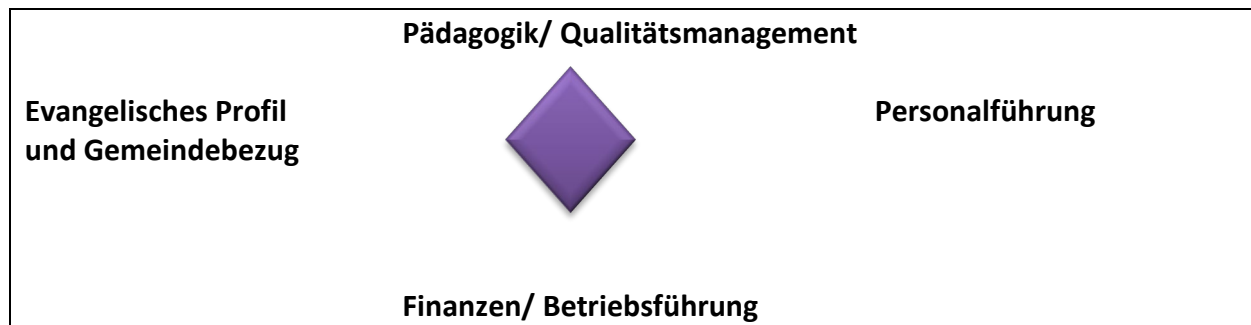 Pädagogik/ Qualitätsmanagement
Evangelisches Profil
und Gemeindebezug
Personalführung
Finanzen/ Betriebsführung